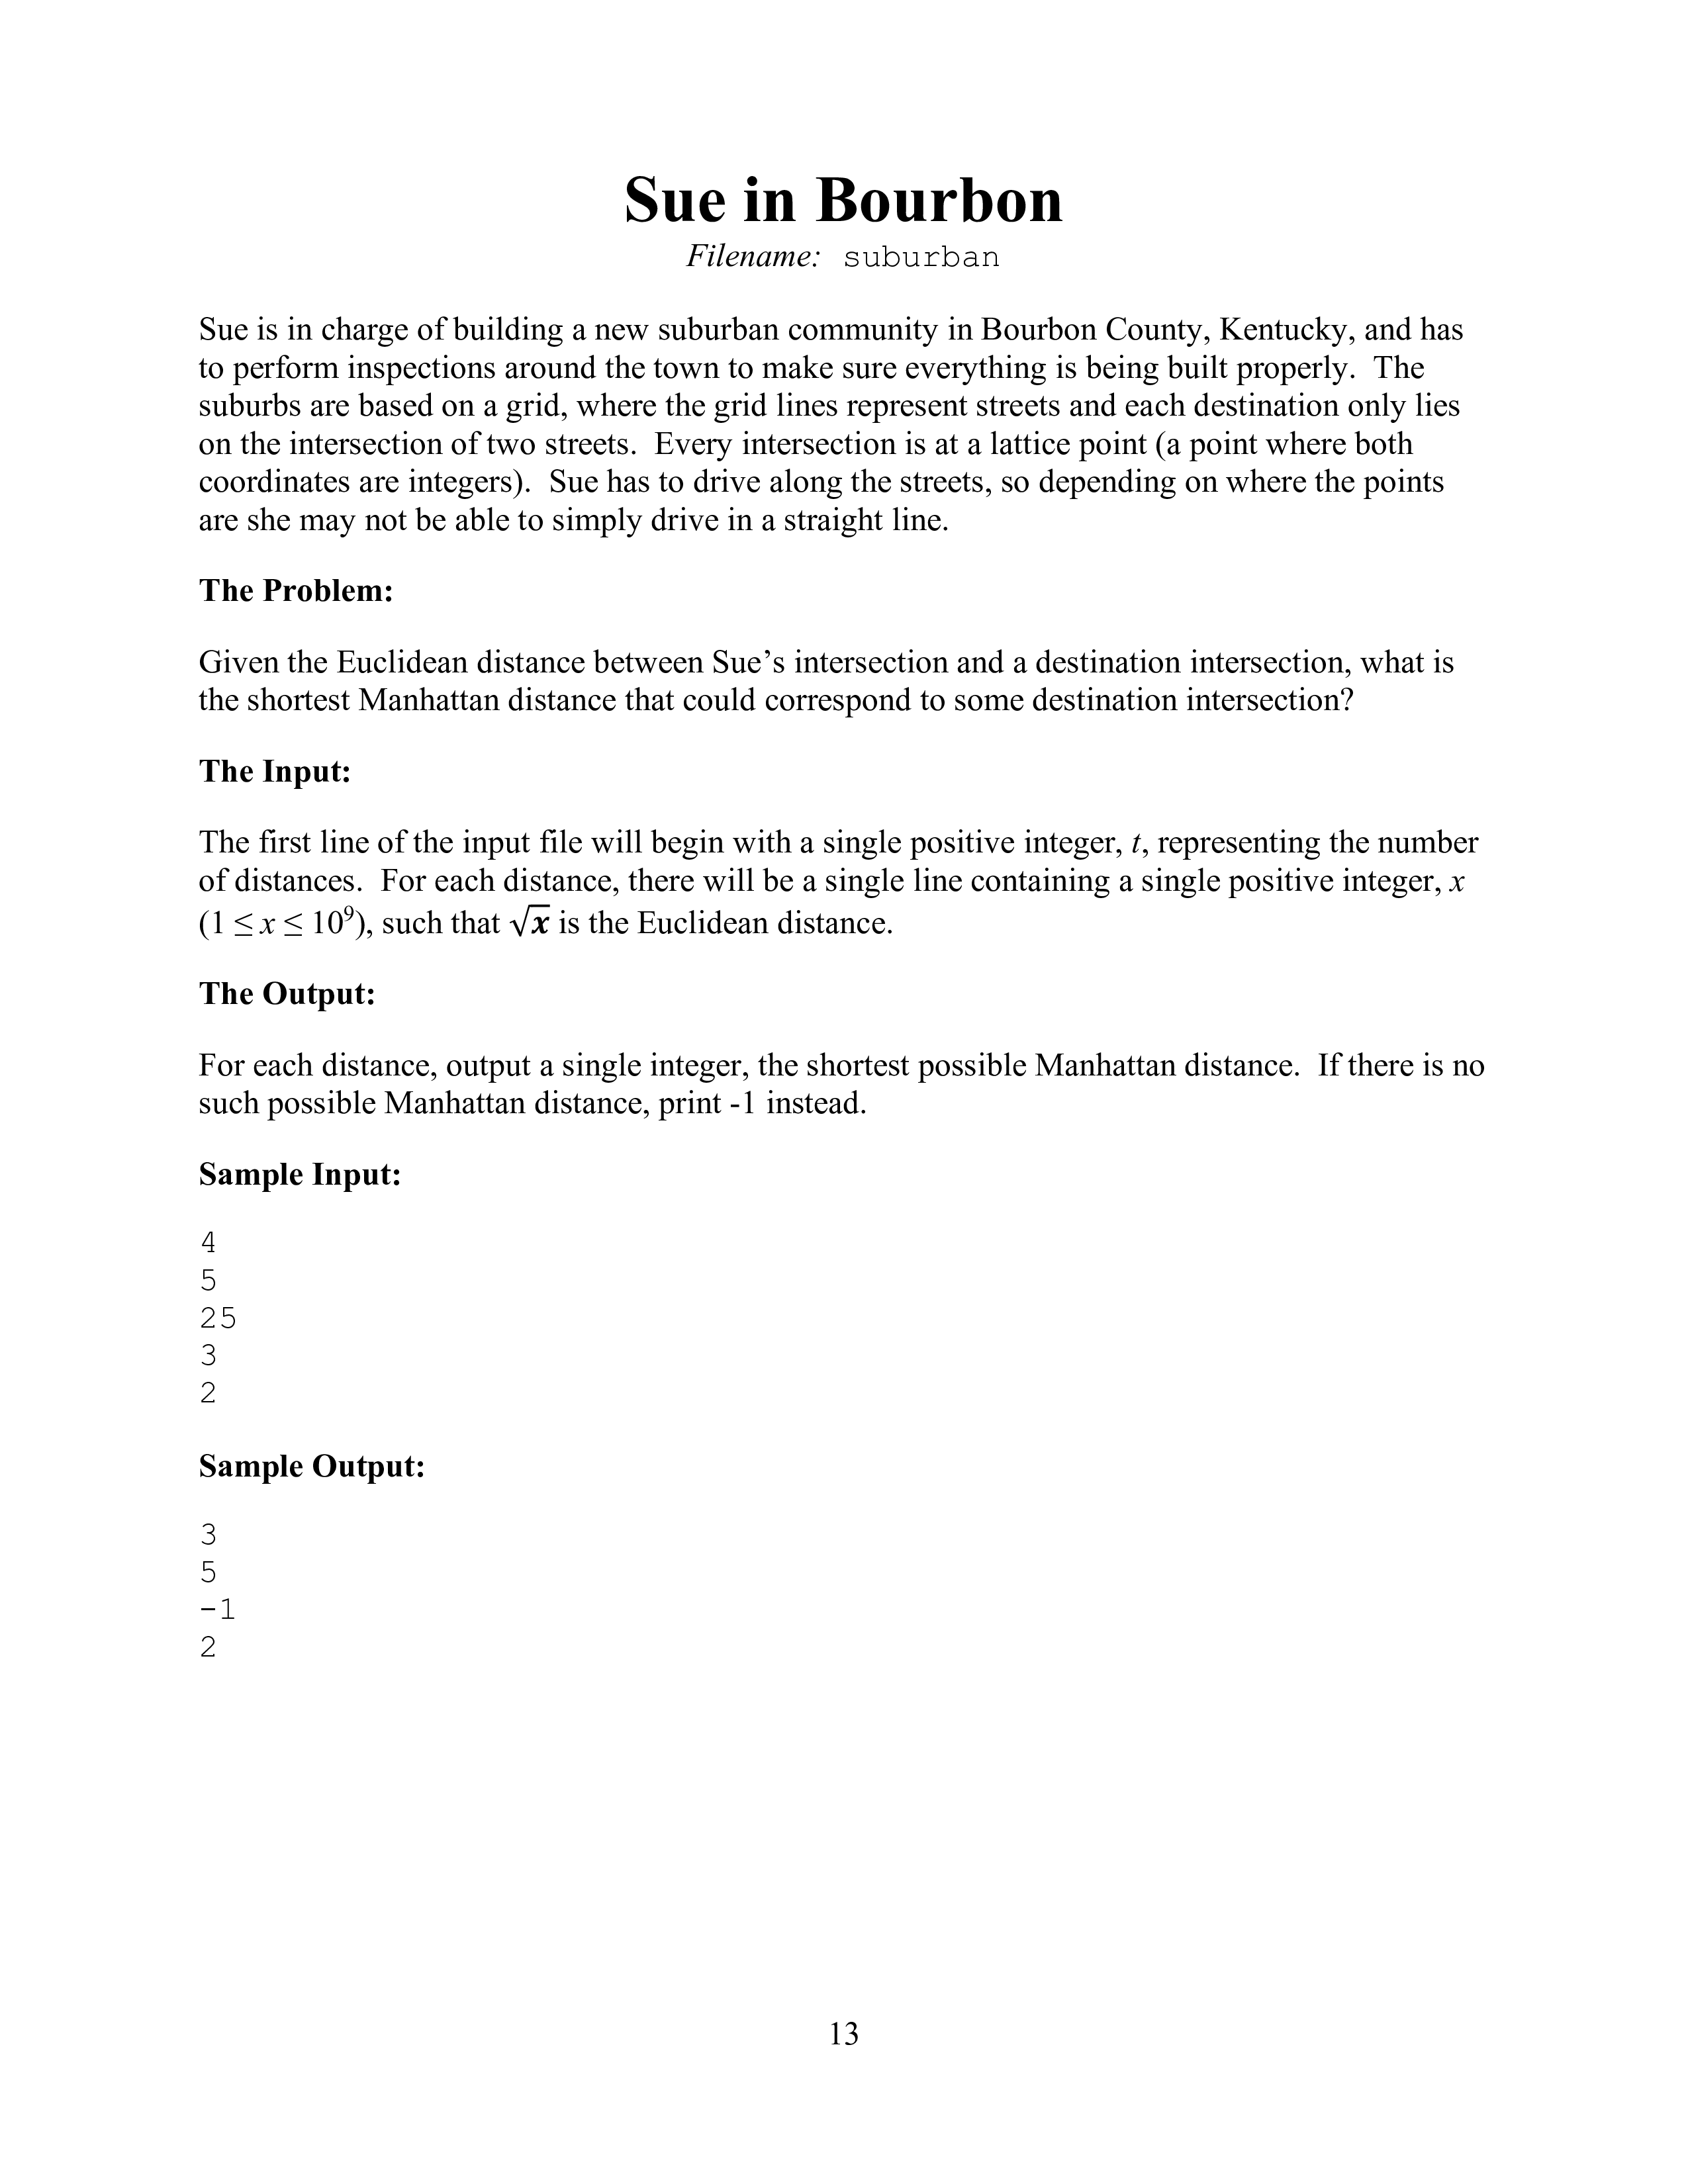 Sue in Bourbon
Filename: suburban
Sue is in charge of building a new suburban community in Bourbon County, Kentucky, and has
to perform inspections around the town to make sure everything is being built properly. The
suburbs are based on a grid, where the grid lines represent streets and each destination only lies
on the intersection of two streets. Every intersection is at a lattice point (a point where both
coordinates are integers). Sue has to drive along the streets, so depending on where the points
are she may not be able to simply drive in a straight line.
The Problem:
Given the Euclidean distance between Sue’s intersection and a destination intersection, what is
the shortest Manhattan distance that could correspond to some destination intersection?
The Input:
The first line of the input file will begin with a single positive integer, t, representing the number
of distances. For each distance, there will be a single line containing a single positive integer, x
(1 ≤ x ≤ 10⁹), such that √x is the Euclidean distance.
The Output:
For each distance, output a single integer, the shortest possible Manhattan distance. If there is no
such possible Manhattan distance, print -1 instead.
Sample Input:
4
5
25
3
2
Sample Output:
3
5
-1
2
13